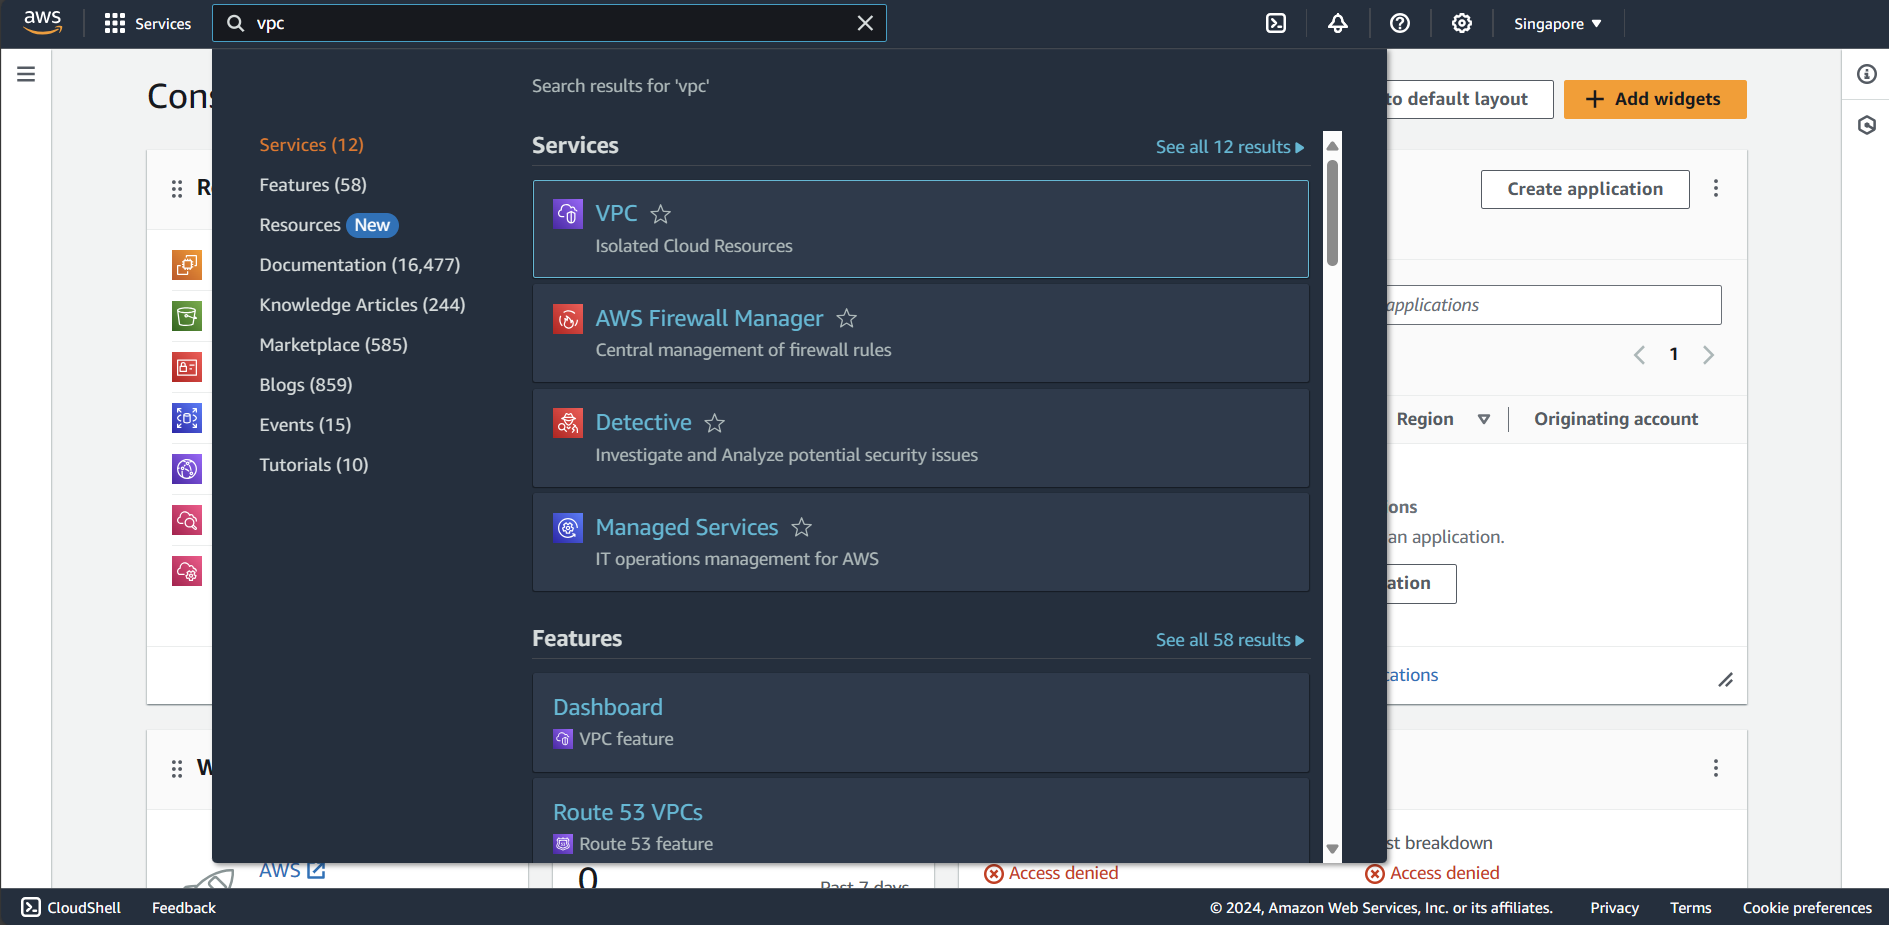 aws
Services
vpc
Singapore
Search results for 'vpc'
to default layout
Add widgets
Services (12)
Features (58)
Resources New
Documentation (16,477)
Knowledge Articles (244)
Marketplace (585)
Blogs (859)
Events (15)
Tutorials (10)
Services
See all 12 results
VPC
Isolated Cloud Resources
AWS Firewall Manager
Central management of firewall rules
Detective
Investigate and Analyze potential security issues
Managed Services
IT operations management for AWS
Features
See all 58 results
Dashboard
VPC feature
Route 53 VPCs
Route 53 feature
Create application
applications
1
Region
Originating account
an application.
AWS
0
Past 7 days
Access denied
breakdown
Access denied
CloudShell
Feedback
© 2024, Amazon Web Services, Inc. or its affiliates.
Privacy
Terms
Cookie preferences